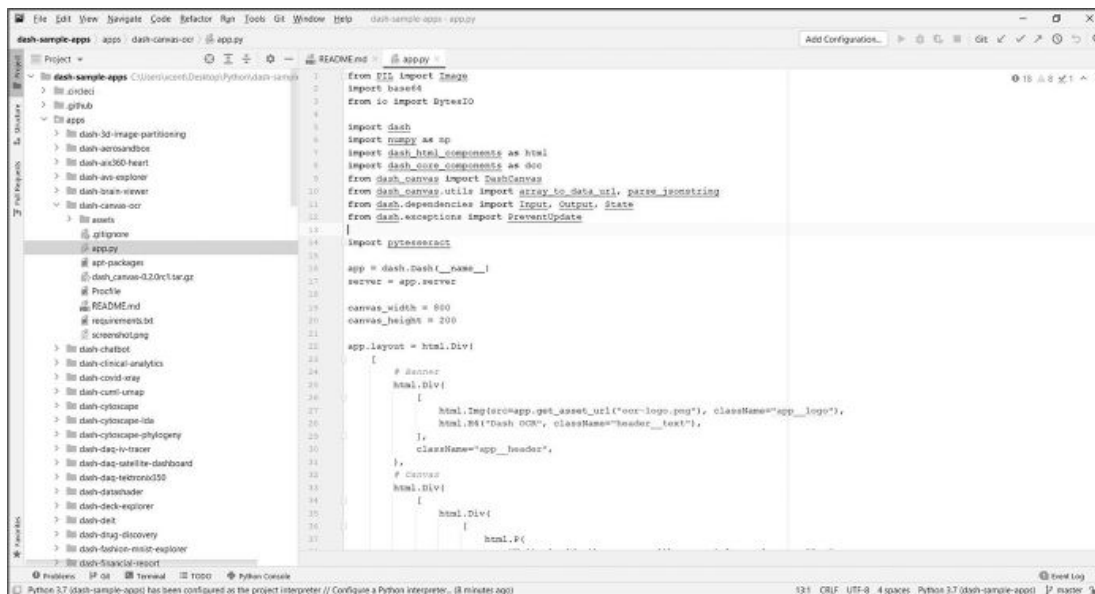 File Edit View Navigate Code Refactor Run Tools Git Window Help dash-sample-apps - app.py
dash-sample-apps apps dash-canvas-ocr app.py Add Configuration... Git:
Project
README.md app.py
Project
Structure
Pull Requests
Favorites
dash-sample-apps
.circleci
.github
apps
dash-3d-image-partitioning
dash-aerosandbox
dash-aix360-heart
dash-avs-explorer
dash-brain-viewer
dash-canvas-ocr
assets
.gitignore
app.py
apt-packages
dash_canvas-0.2.0rc1.tar.gz
Procfile
README.md
requirements.txt
screenshot.png
dash-chatbot
dash-clinical-analytics
dash-covid-xray
dash-cuml-umap
dash-cytoscape
dash-cytoscape-lda
dash-cytoscape-phylogeny
dash-daq-iv-tracer
dash-daq-satellite-dashboard
dash-daq-tektronix350
dash-datashader
dash-deck-explorer
dash-deit
dash-drug-discovery
dash-fashion-mnist-explorer
dash-financial-report
1 from PIL import Image
2 import base64
3 from io import BytesIO
4
5 import dash
6 import numpy as np
7 import dash_html_components as html
8 import dash_core_components as dcc
9 from dash_canvas import DashCanvas
10 from dash_canvas.utils import array_to_data_url, parse_jsonstring
11 from dash.dependencies import Input, Output, State
12 from dash.exceptions import PreventUpdate
13
14 import pytesseract
15
16 app = dash.Dash(__name__)
17 server = app.server
18
19 canvas_width = 800
20 canvas_height = 200
21
22 app.layout = html.Div(
23 [
24 # Banner
25 html.Div(
26 [
27 html.Img(src=app.get_asset_url("ocr-logo.png"), className="app__logo"),
28 html.H4("Dash OCR", className="header__text"),
29 ],
30 className="app__header",
31 ),
32 # Canvas
33 html.Div(
34 [
35 html.Div(
36 [
37 html.P(
Problems Git Terminal TODO Python Console Event Log
Python 3.7 (dash-sample-apps) has been configured as the project interpreter // Configure a Python interpreter... (8 minutes ago) 13:1 CRLF UTF-8 4 spaces Python 3.7 (dash-sample-apps) master